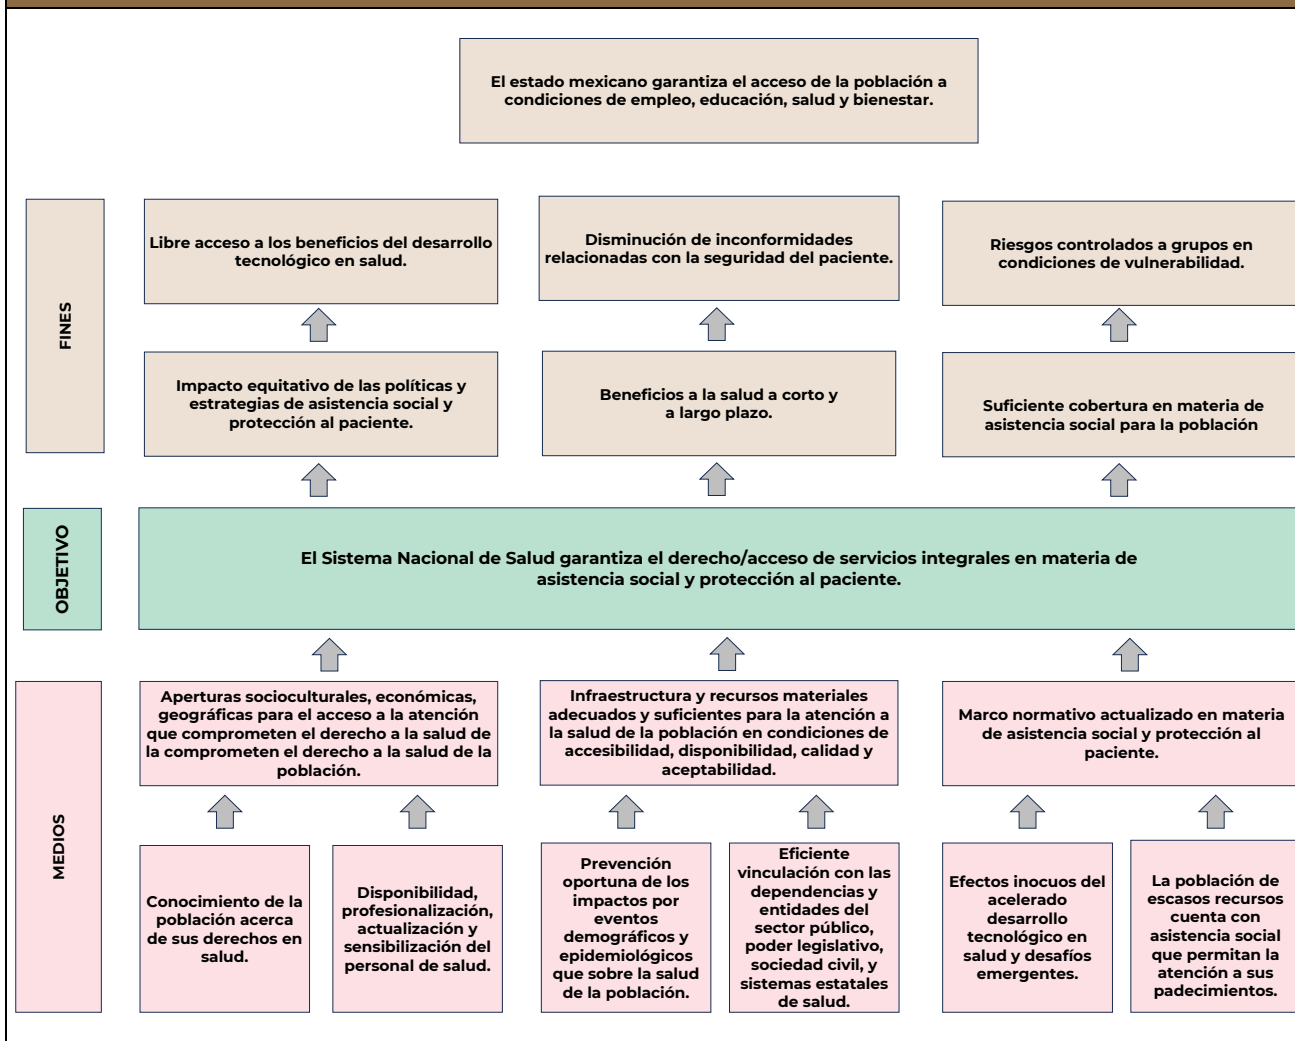 El estado mexicano garantiza el acceso de la población a
condiciones de empleo, educación, salud y bienestar.
FINES
Libre acceso a los beneficios del desarrollo
tecnológico en salud.
Disminución de inconformidades
relacionadas con la seguridad del paciente.
Riesgos controlados a grupos en
condiciones de vulnerabilidad.
Impacto equitativo de las políticas y
estrategias de asistencia social y
protección al paciente.
Beneficios a la salud a corto y
a largo plazo.
Suficiente cobertura en materia de
asistencia social para la población
OBJETIVO
El Sistema Nacional de Salud garantiza el derecho/acceso de servicios integrales en materia de
asistencia social y protección al paciente.
MEDIOS
Aperturas socioculturales, económicas,
geográficas para el acceso a la atención
que comprometen el derecho a la salud de
la comprometen el derecho a la salud de la
población.
Infraestructura y recursos materiales
adecuados y suficientes para la atención a
la salud de la población en condiciones de
accesibilidad, disponibilidad, calidad y
aceptabilidad.
Marco normativo actualizado en materia
de asistencia social y protección al
paciente.
Conocimiento de la
población acerca
de sus derechos en
salud.
Disponibilidad,
profesionalización,
actualización y
sensibilización del
personal de salud.
Prevención
oportuna de los
impactos por
eventos
demográficos y
epidemiológicos
que sobre la salud
de la población.
Eficiente
vinculación con las
dependencias y
entidades del
sector público,
poder legislativo,
sociedad civil, y
sistemas estatales
de salud.
Efectos inocuos del
acelerado
desarrollo
tecnológico en
salud y desafíos
emergentes.
La población de
escasos recursos
cuenta con
asistencia social
que permitan la
atención a sus
padecimientos.